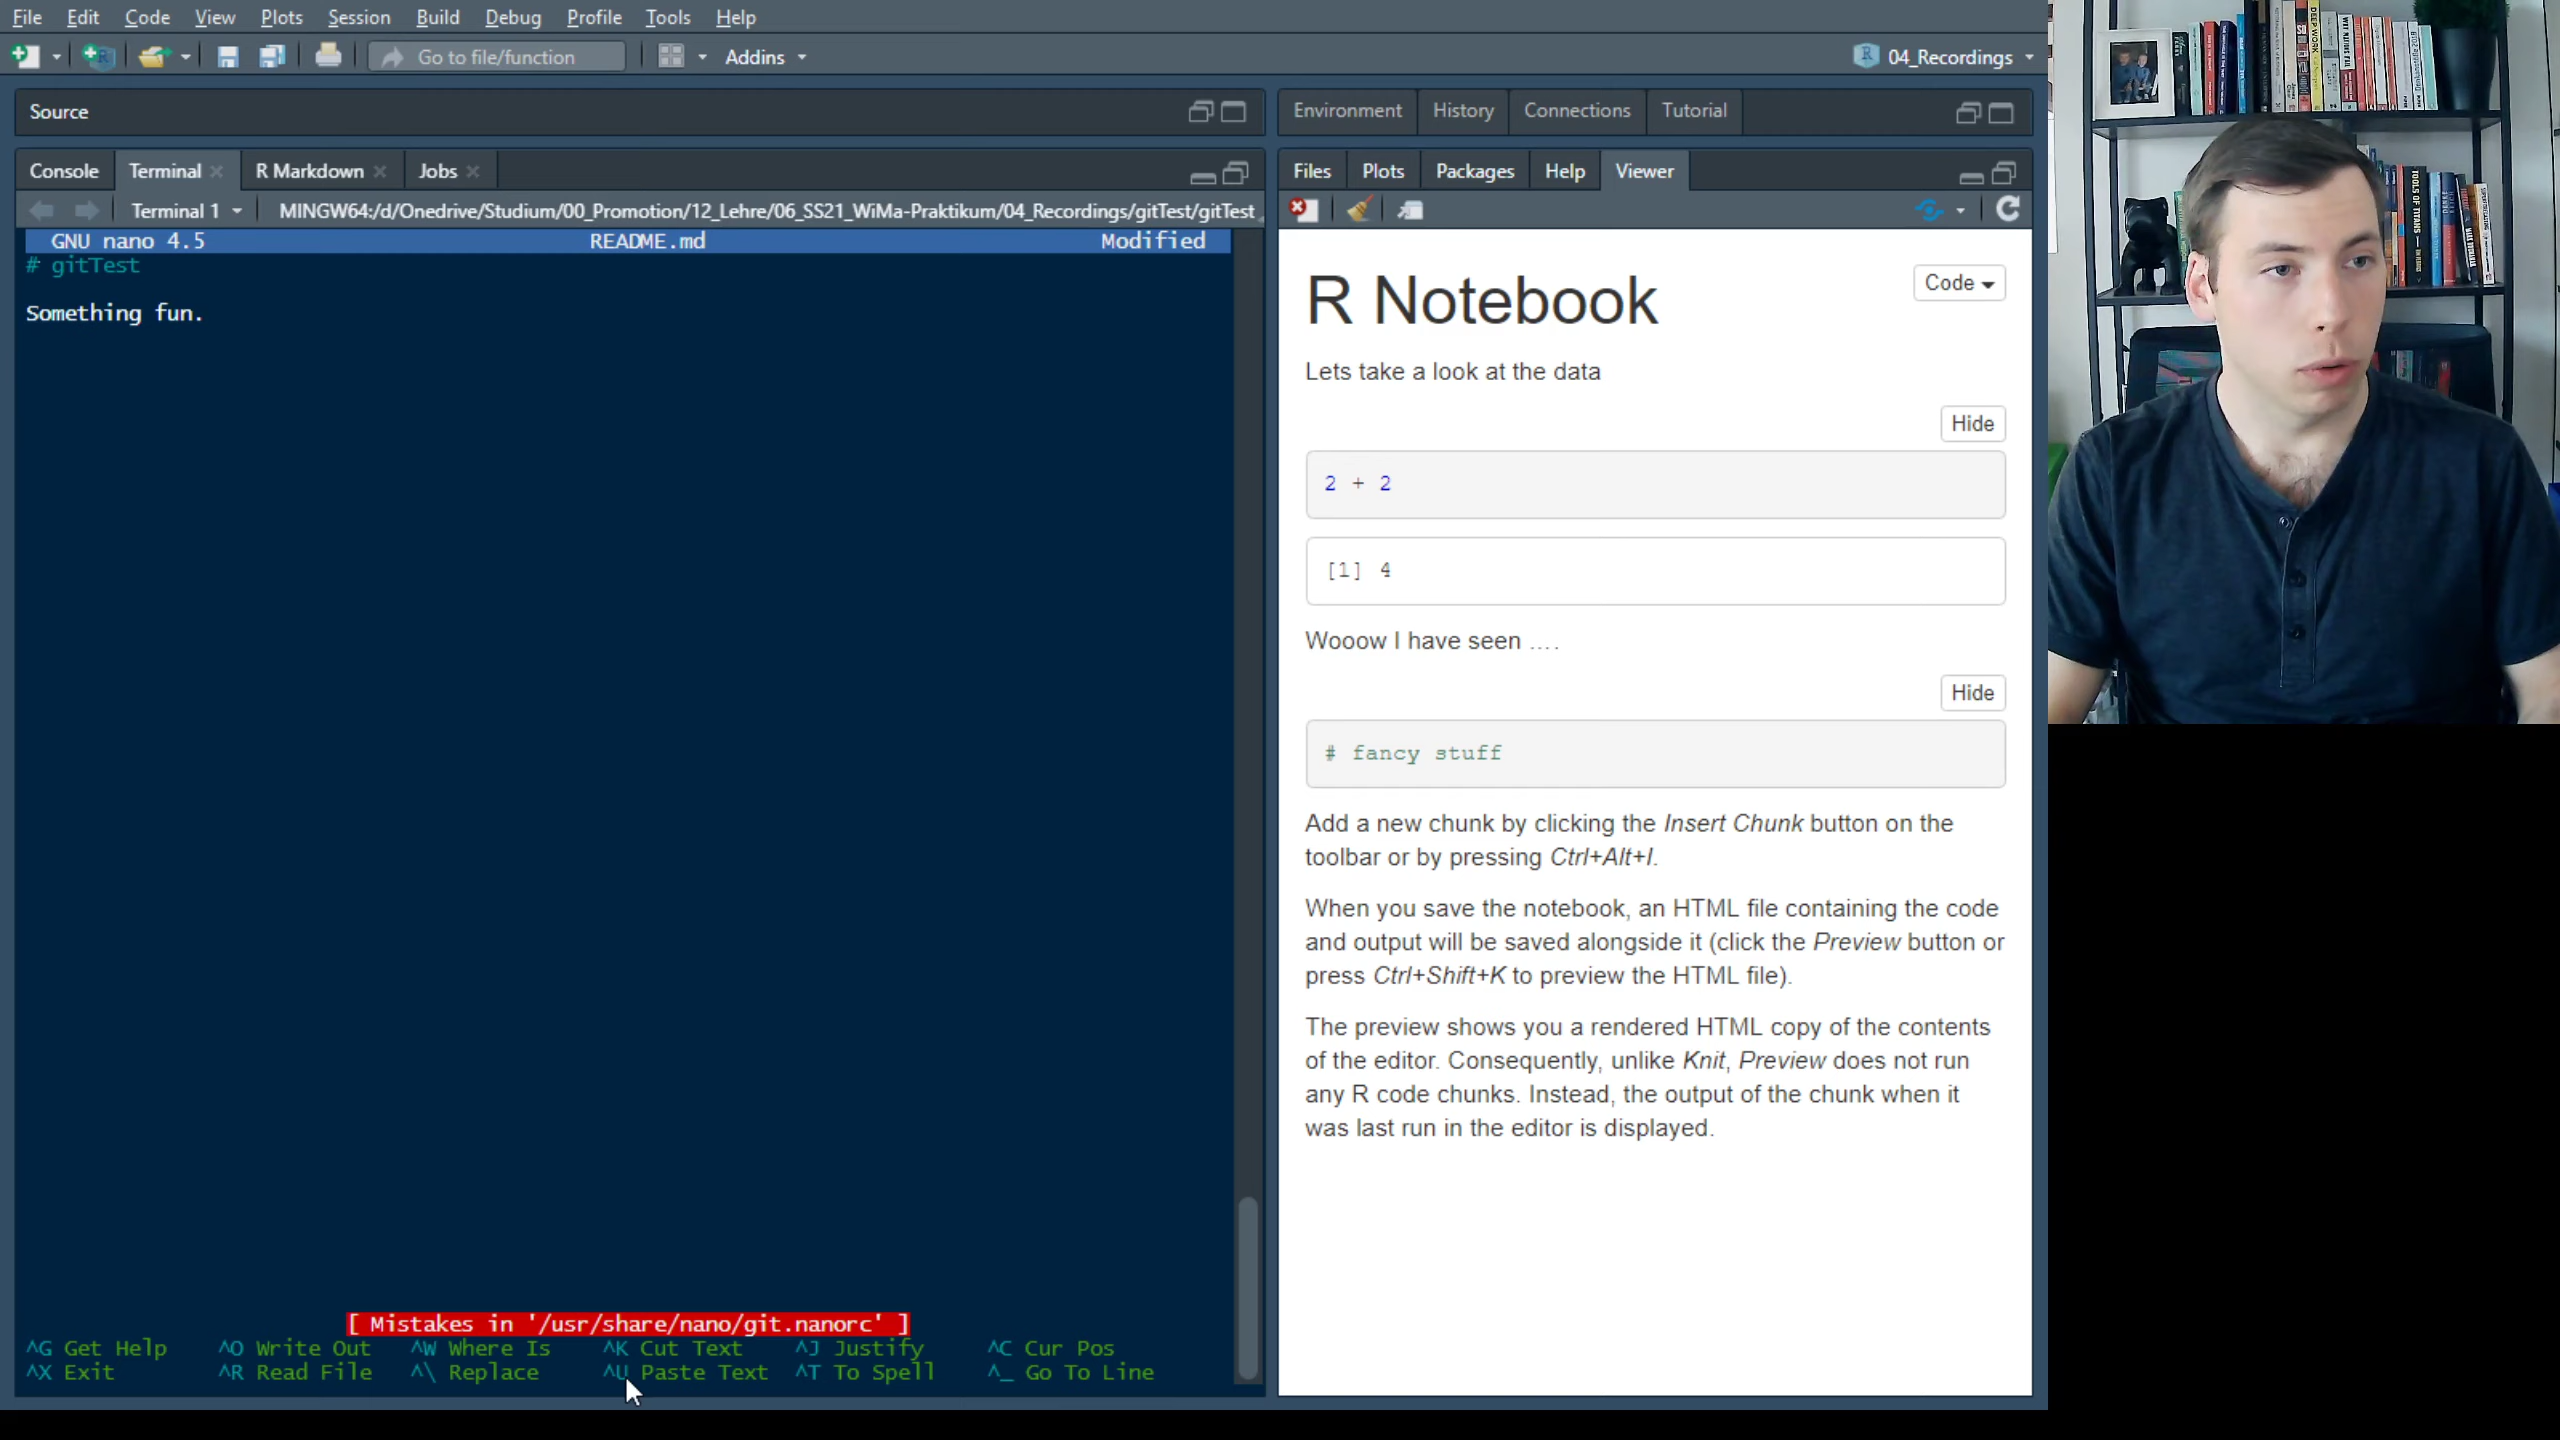 File Edit Code View Plots Session Build Debug Profile Tools Help
Go to file/function Addins 04_Recordings
Source
Environment History Connections Tutorial
Console Terminal R Markdown Jobs
Files Plots Packages Help Viewer
Terminal 1 MINGW64:/d/Onedrive/Studium/00_Promotion/12_Lehre/06_SS21_WiMa-Praktikum/04_Recordings/gitTest/gitTest
GNU nano 4.5 README.md Modified
# gitTest
Something fun.
[ Mistakes in '/usr/share/nano/git.nanorc' ]
^G Get Help ^O Write Out ^W Where Is ^K Cut Text ^J Justify ^C Cur Pos
^X Exit ^R Read File ^\ Replace ^U Paste Text ^T To Spell ^_ Go To Line
R Notebook
Code
Lets take a look at the data
Hide
2 + 2
[1] 4
Wooow I have seen ….
Hide
# fancy stuff
Add a new chunk by clicking the Insert Chunk button on the
toolbar or by pressing Ctrl+Alt+I.
When you save the notebook, an HTML file containing the code
and output will be saved alongside it (click the Preview button or
press Ctrl+Shift+K to preview the HTML file).
The preview shows you a rendered HTML copy of the contents
of the editor. Consequently, unlike Knit, Preview does not run
any R code chunks. Instead, the output of the chunk when it
was last run in the editor is displayed.
DEEP WORK
TOOLS OF TITANS